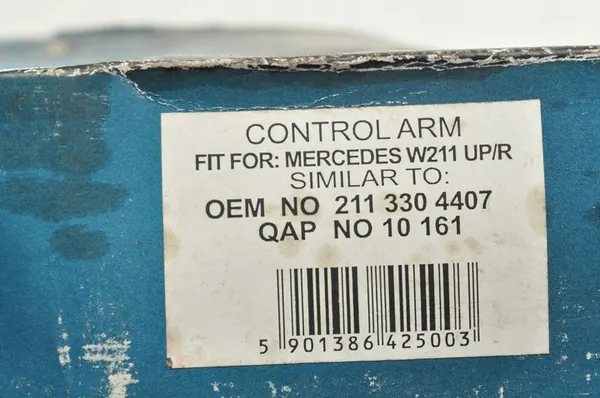 CONTROL ARM
FIT FOR: MERCEDES W211 UP/R
SIMILAR TO:
OEM NO 211 330 4407
QAP NO 10 161
5 901386 425003